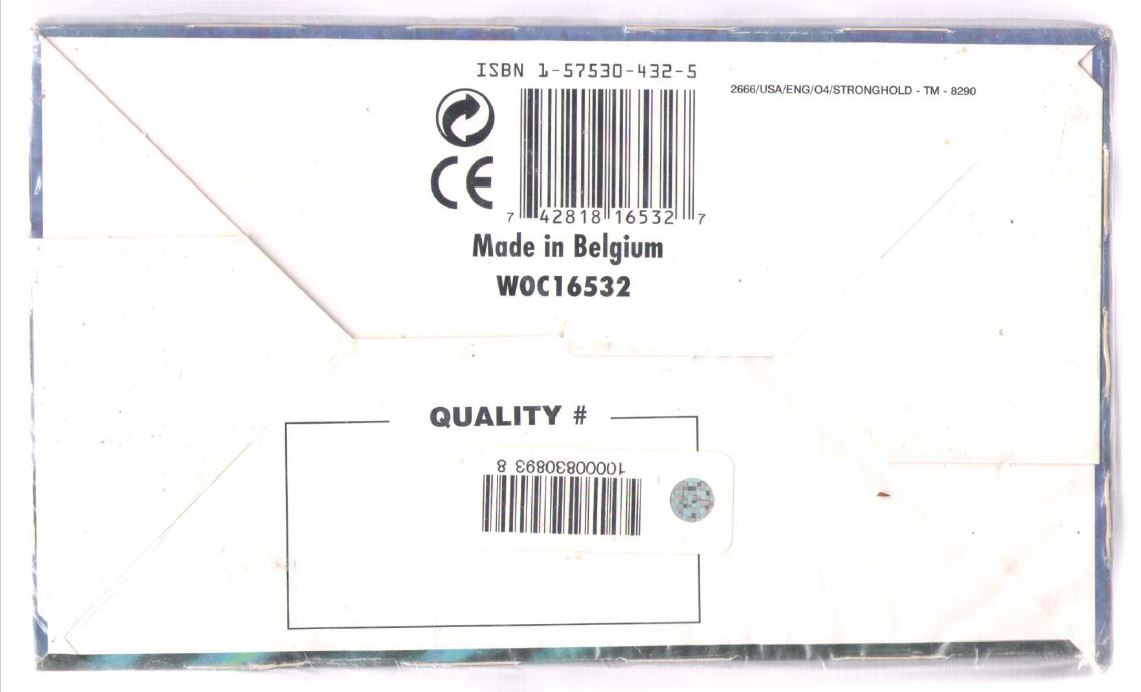 ISBN 1-57530-432-5
2666/USA/ENG/04/STRONGHOLD - TM - 8290
CE
7 42818 16532 7
Made in Belgium
WOC16532
QUALITY #
10000830893 8